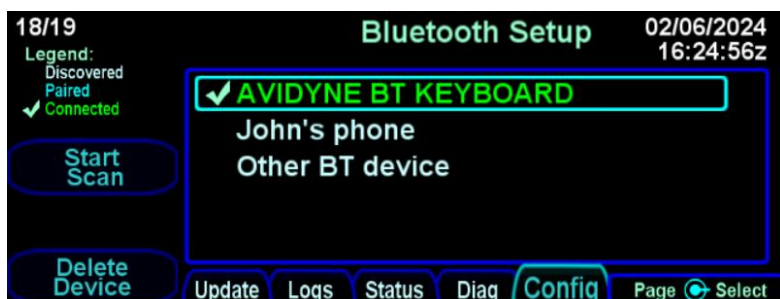 18/19
Bluetooth Setup
02/06/2024
16:24:56z
Legend:
Discovered
Paired
Connected
AVIDYNE BT KEYBOARD
John's phone
Other BT device
Start
Scan
Delete
Device
Update
Logs
Status
Diag
Config
Page
Select